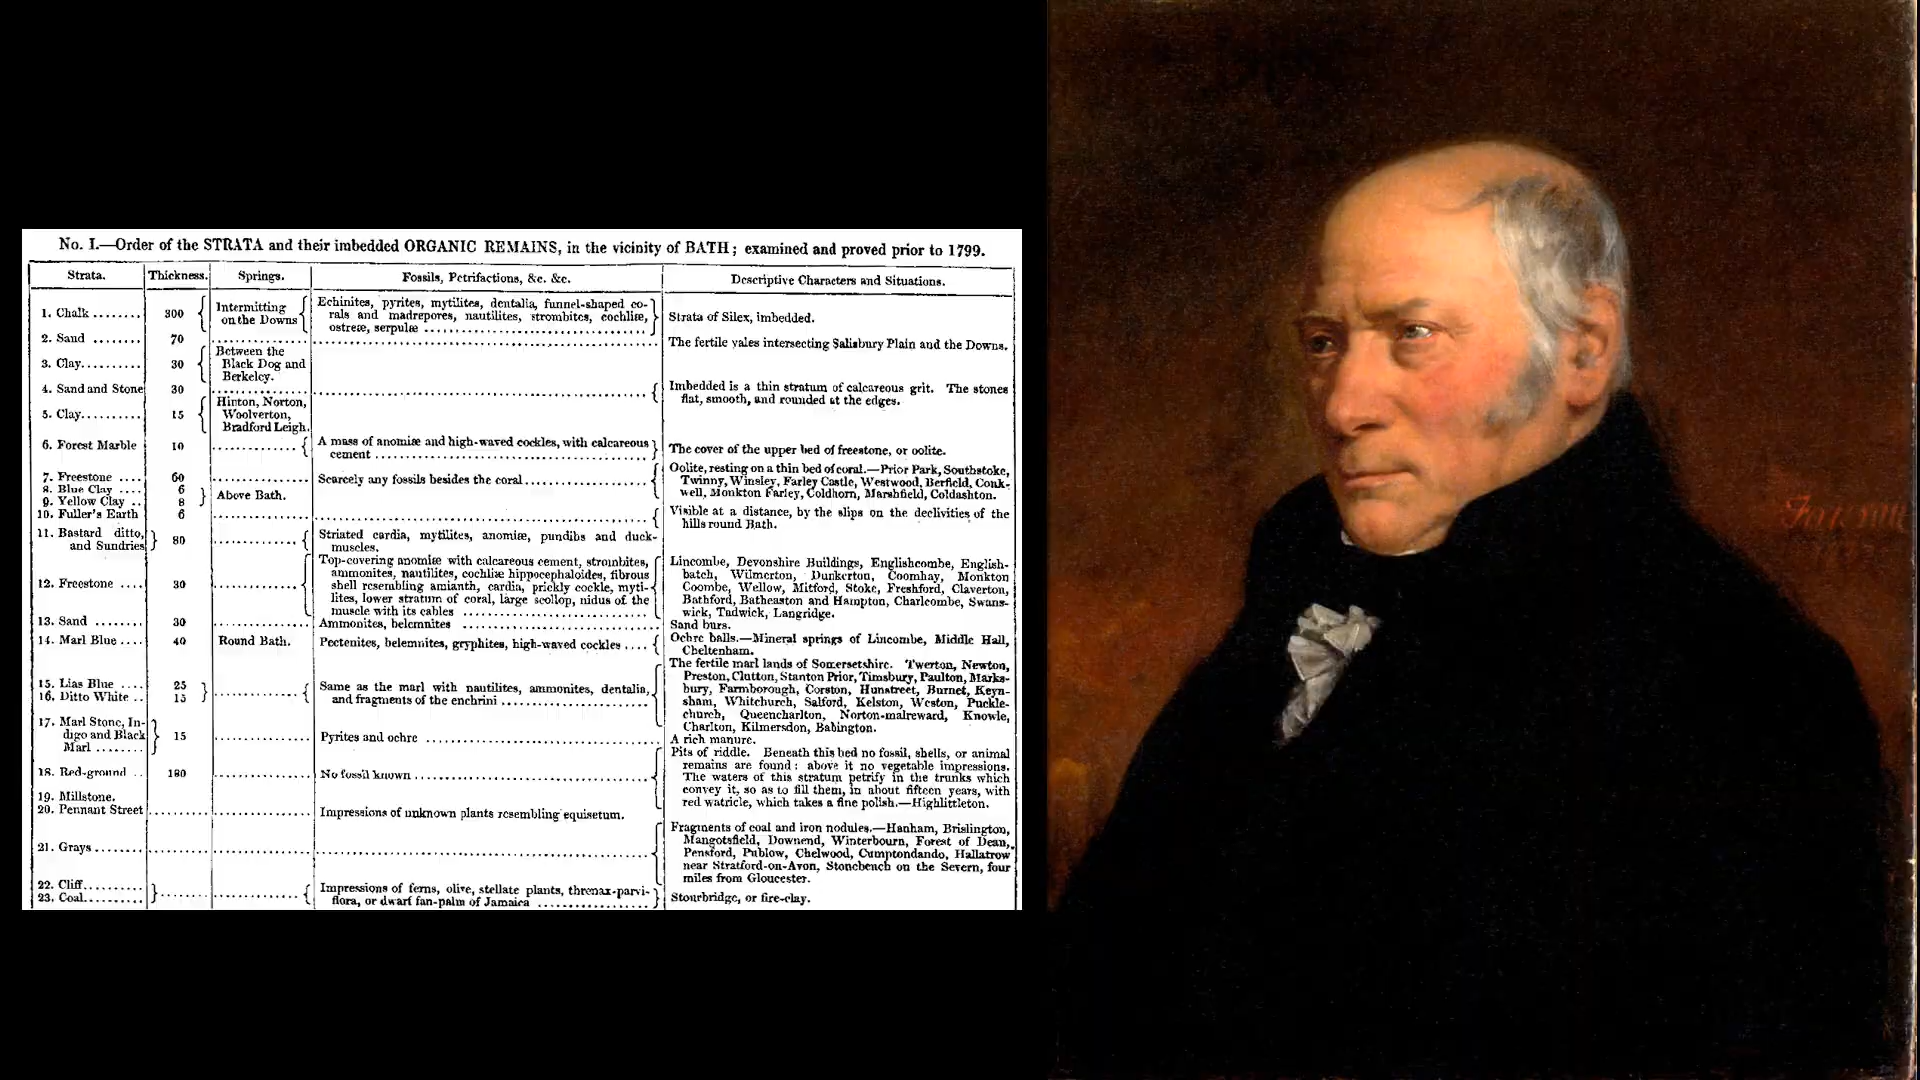 No. I.—Order of the STRATA and their imbedded ORGANIC REMAINS, in the vicinity of BATH; examined and proved prior to 1799.
Strata. Thickness. Springs. Fossils, Petrifactions, &c. &c. Descriptive Characters and Situations.
1. Chalk ........ 300 Intermitting on the Downs Echinites, pyrites, mytilites, dentalia, funnel-shaped co-
rals and madrepores, nautilites, strombites, cochliæ,
ostreæ, serpulæ Strata of Silex, imbedded.
2. Sand ........ 70 The fertile vales intersecting Salisbury Plain and the Downs.
3. Clay.......... 30 Between the
Black Dog and
Berkeley.
4. Sand and Stone 30 Imbedded is a thin stratum of calcareous grit. The stones
flat, smooth, and rounded at the edges.
5. Clay.......... 15 Hinton, Norton,
Woolverton,
Bradford Leigh.
6. Forest Marble 10 A mass of anomiæ and high-waved cockles, with calcareous
cement The cover of the upper bed of freestone, or oolite.
7. Freestone .... 60 Scarcely any fossils besides the coral Oolite, resting on a thin bed of coral.—Prior Park, Southstoke,
Twinny, Winsley, Farley Castle, Westwood, Berfield, Conk-
well, Monkton Farley, Coldhorn, Marshfield, Coldashton.
8. Blue Clay .... 6 Above Bath.
9. Yellow Clay .. 8
10. Fuller's Earth 6 Visible at a distance, by the slips on the declivities of the
hills round Bath.
11. Bastard ditto,
and Sundries 80 Striated cardia, mytilites, anomiæ, pundibs and duck-
muscles.
12. Freestone .... 30 Top-covering anomiæ with calcareous cement, strombites,
ammonites, nautilites, cochliæ hippocephaloides, fibrous
shell resembling amianth, cardia, prickly cockle, myti-
lites, lower stratum of coral, large scollop, nidus of the
muscle with its cables Lincombe, Devonshire Buildings, Englishcombe, English-
batch, Wilmerton, Dunkerton, Coomhay, Monkton
Coombe, Wellow, Mitford, Stoke, Freshford, Claverton,
Bathford, Batheaston and Hampton, Charlcombe, Swans-
wick, Tadwick, Langridge.
13. Sand ........ 30 Ammonites, belemnites Sand burs.
14. Marl Blue .... 40 Round Bath. Pectenites, belemnites, gryphites, high-waved cockles .... Ochre balls.—Mineral springs of Lincombe, Middle Hall,
Cheltenham.
15. Lias Blue .... 25 Same as the marl with nautilites, ammonites, dentalia,
16. Ditto White .. 15 and fragments of the enchrini The fertile marl lands of Somersetshire. Twerton, Newton,
Preston, Clutton, Stanton Prior, Timsbury, Paulton, Marks-
bury, Farmborough, Corston, Hunstreet, Burnet, Keyn-
sham, Whitchurch, Salford, Kelston, Weston, Puckle-
church, Queencharlton, Norton-malreward, Knowle,
Charlton, Kilmersdon, Babington.
17. Marl Stone, In-
digo and Black
Marl ........ 15 Pyrites and ochre A rich manure.
18. Red-ground .. 180 No fossil known Pits of riddle. Beneath this bed no fossil, shells, or animal
remains are found: above it no vegetable impressions.
The waters of this stratum petrify in the trunks which
convey it, so as to fill them, in about fifteen years, with
red watricle, which takes a fine polish.—Highlittleton.
19. Millstone.
20. Pennant Street Impressions of unknown plants resembling equisetum.
21. Grays Fragments of coal and iron nodules.—Hanham, Brislington,
Mangotsfield, Downend, Winterbourn, Forest of Dean,
Pensford, Publow, Chelwood, Cumptondando, Hallatrow
near Stratford-on-Avon, Stonebench on the Severn, four
miles from Gloucester.
22. Cliff.......... Impressions of ferns, olive, stellate plants, threnax-parvi-
23. Coal.......... flora, or dwarf fan-palm of Jamaica Stourbridge, or fire-clay.